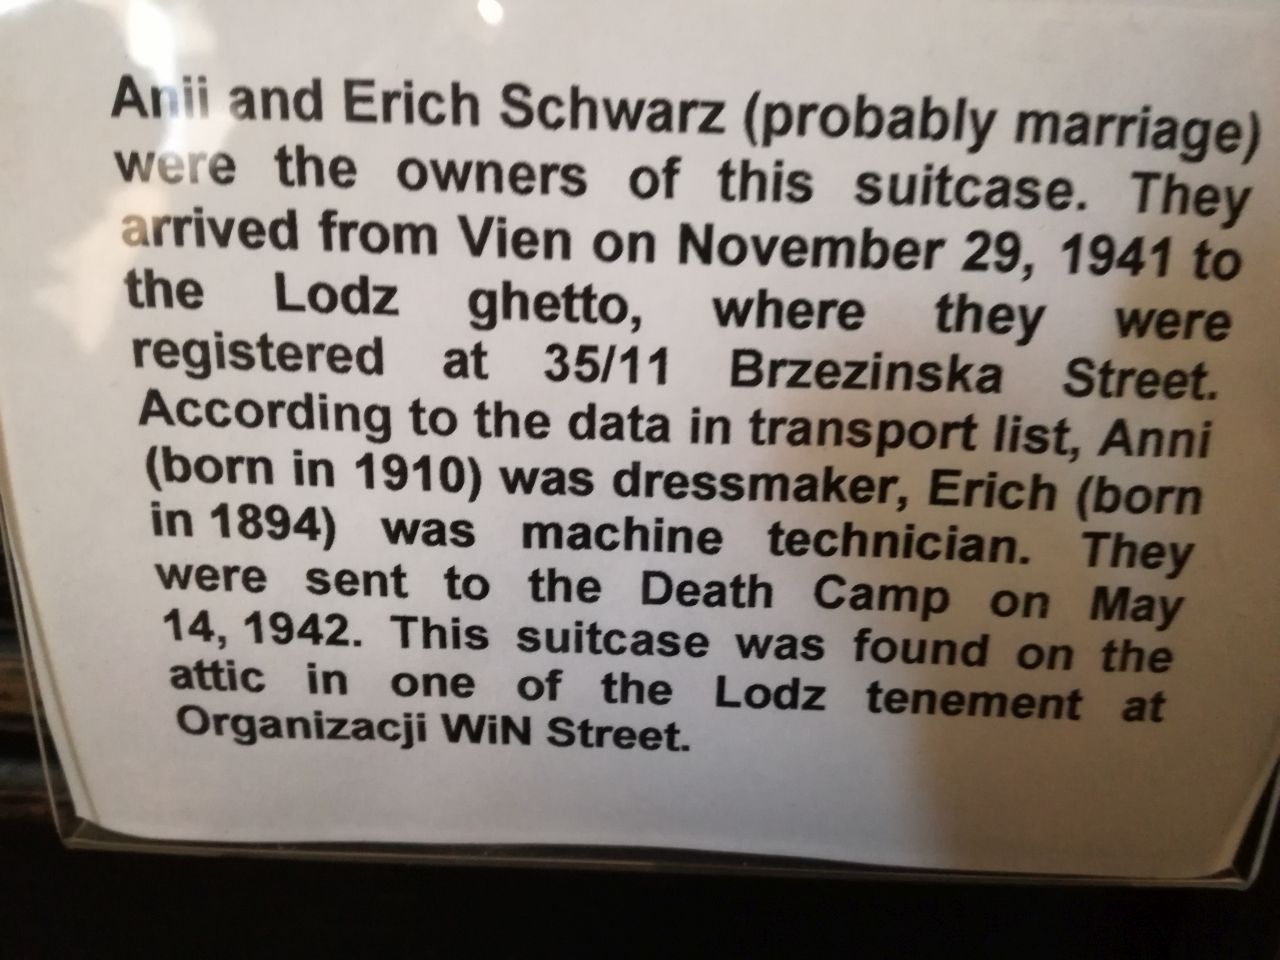 Anii and Erich Schwarz (probably marriage)
were the owners of this suitcase. They
arrived from Vien on November 29, 1941 to
the Lodz ghetto, where they were
registered at 35/11 Brzezinska Street.
According to the data in transport list, Anni
(born in 1910) was dressmaker, Erich (born
in 1894) was machine technician. They
were sent to the Death Camp on May
14, 1942. This suitcase was found on the
attic in one of the Lodz tenement at
Organizacji WiN Street.